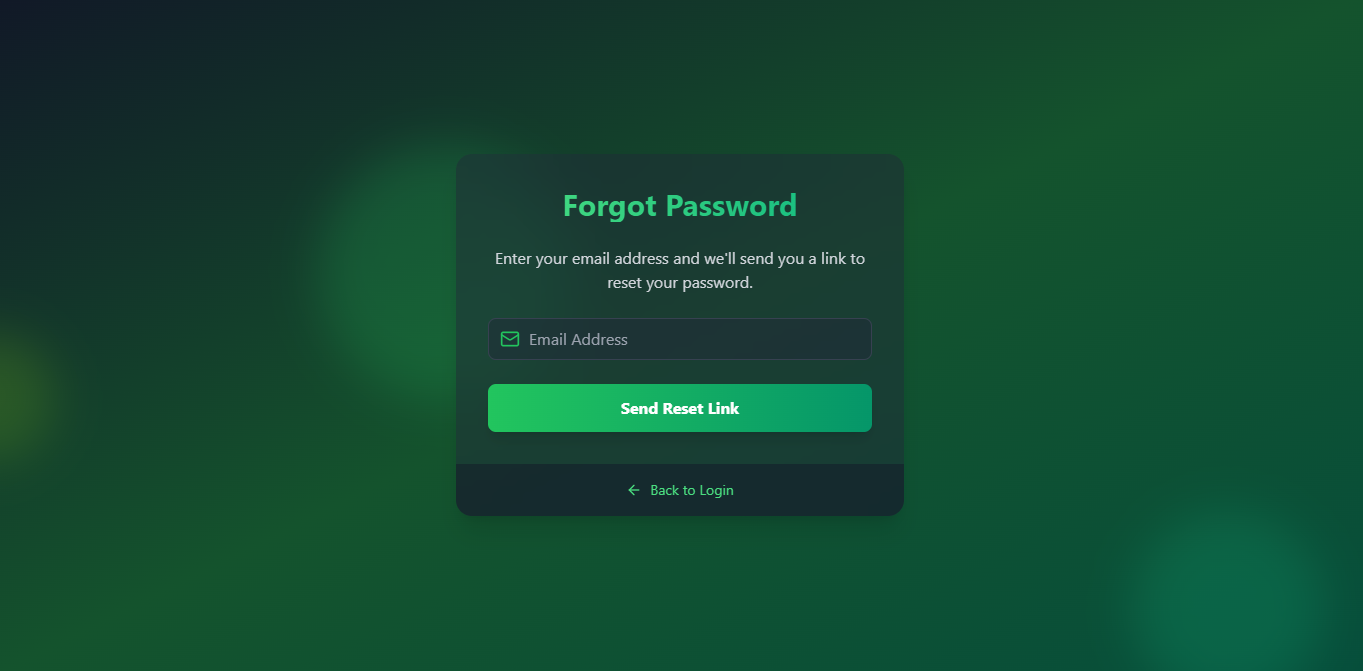 Forgot Password
Enter your email address and we'll send you a link to
reset your password.
Email Address
Send Reset Link
Back to Login